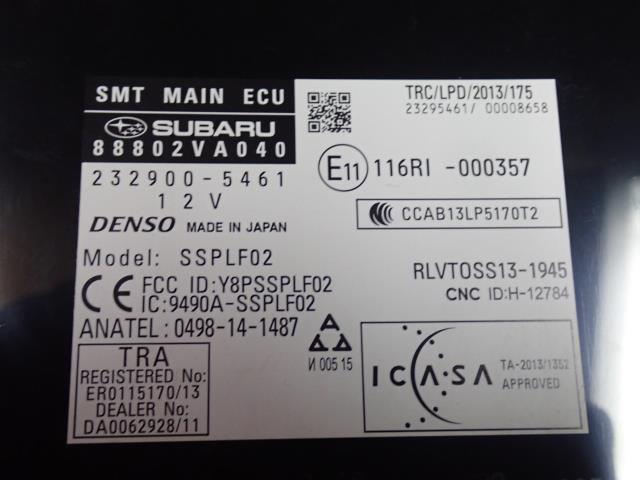 SMT MAIN ECU
SUBARU
88802VA040
232900-5461
12V
DENSO MADE IN JAPAN
Model: SSPLF02
CE FCC ID:Y8PSSPLF02
IC:9490A-SSPLF02
ANATEL:0498-14-1487
TRA
REGISTERED No:
ER0115170/13
DEALER No:
DA0062928/11
TRC/LPD/2013/175
23295461/ 00008658
E11 116RI -000357
CCAB13LP5170T2
RLVTOSS13-1945
CNC ID:H-12784
И 005 15
ICASA
TA-2013/1352
APPROVED